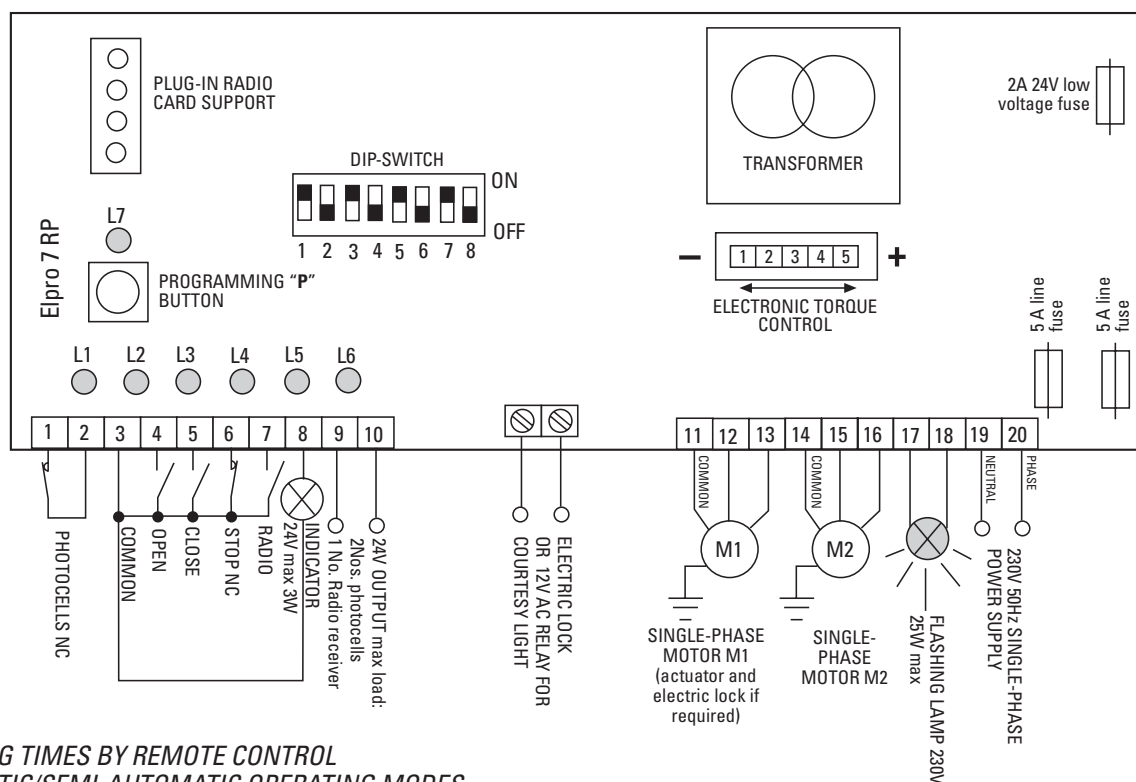 PLUG-IN RADIO
CARD SUPPORT
DIP-SWITCH
ON
OFF
1 2 3 4 5 6 7 8
TRANSFORMER
2A 24V low
voltage fuse
L7
Elpro 7 RP
PROGRAMMING "P"
BUTTON
− 1 2 3 4 5 +
ELECTRONIC TORQUE
CONTROL
5 A line
fuse
5 A line
fuse
L1 L2 L3 L4 L5 L6
1 2 3 4 5 6 7 8 9 10
11 12 13 14 15 16 17 18 19 20
COMMON
COMMON
NEUTRAL
PHASE
PHOTOCELLS NC
COMMON
OPEN
CLOSE
STOP NC
RADIO
INDICATOR
24V max 3W
24V OUTPUT max load:
2Nos. photocells
1 No. Radio receiver
ELECTRIC LOCK
OR 12V AC RELAY FOR
COURTESY LIGHT
M1
M2
SINGLE-PHASE
MOTOR M1
(actuator and
electric lock if
required)
SINGLE-
PHASE
MOTOR M2
FLASHING LAMP 230V
25W max
230V 50Hz SINGLE-PHASE
POWER SUPPLY
G TIMES BY REMOTE CONTROL